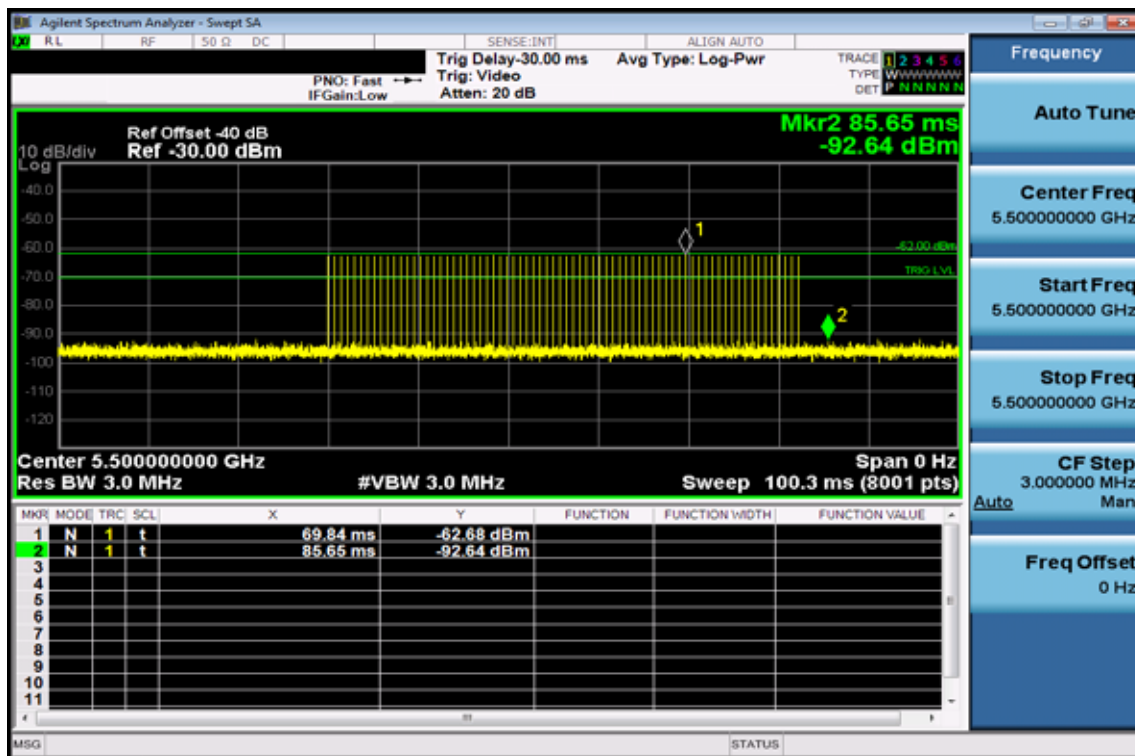 Agilent Spectrum Analyzer - Swept SA
RL RF 50 Ω DC SENSE:INT ALIGN AUTO
Trig Delay-30.00 ms Avg Type: Log-Pwr TRACE 1 2 3 4 5 6
PNO: Fast Trig: Video TYPE WWWWWW
IFGain:Low Atten: 20 dB DET P N N N N N
Ref Offset -40 dB Mkr2 85.65 ms
10 dB/div Ref -30.00 dBm -92.64 dBm
Log
-40.0
-50.0
1
-60.0 -62.00 dBm
-70.0 TRIG LVL
-80.0
2
-90.0
-100
-110
-120
Center 5.500000000 GHz Span 0 Hz
Res BW 3.0 MHz #VBW 3.0 MHz Sweep 100.3 ms (8001 pts)
MKR MODE TRC SCL X Y FUNCTION FUNCTION WIDTH FUNCTION VALUE
1 N 1 t 69.84 ms -62.68 dBm
2 N 1 t 85.65 ms -92.64 dBm
3
4
5
6
7
8
9
10
11
MSG STATUS
Frequency
Auto Tune
Center Freq
5.500000000 GHz
Start Freq
5.500000000 GHz
Stop Freq
5.500000000 GHz
CF Step
3.000000 MHz
Auto Man
Freq Offset
0 Hz